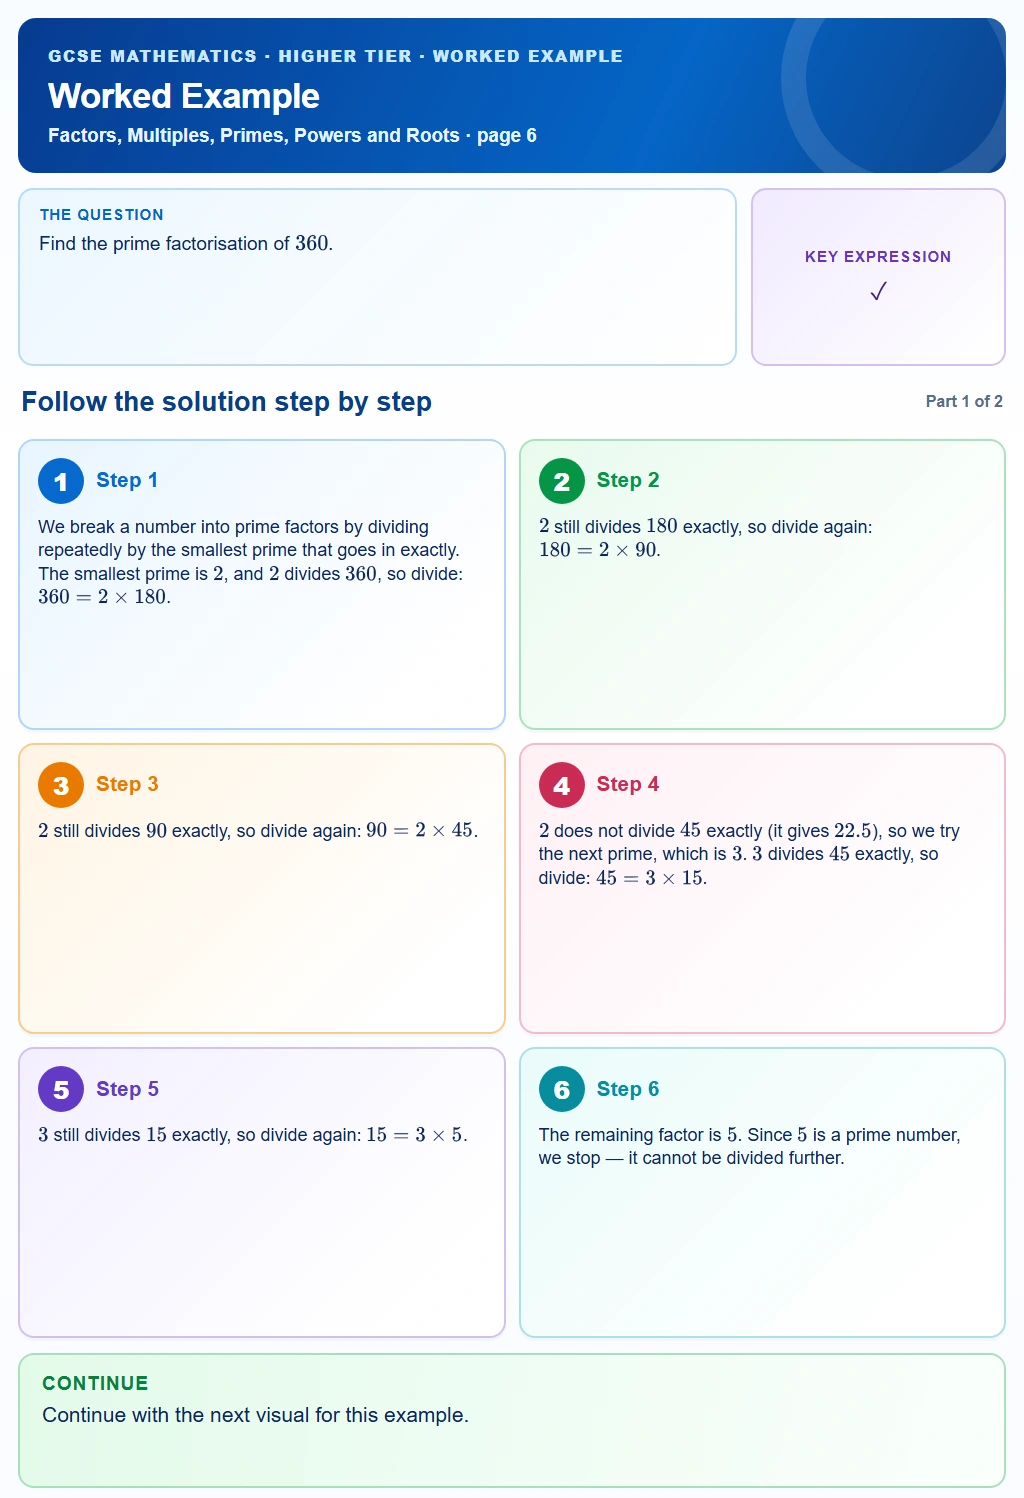 GCSE MATHEMATICS · HIGHER TIER · WORKED EXAMPLE
Worked Example
Factors, Multiples, Primes, Powers and Roots · page 6
THE QUESTION
Find the prime factorisation of 360.
KEY EXPRESSION
✓
Follow the solution step by step
Part 1 of 2
1 Step 1
We break a number into prime factors by dividing
repeatedly by the smallest prime that goes in exactly.
The smallest prime is 2, and 2 divides 360, so divide:
360 = 2 × 180.
2 Step 2
2 still divides 180 exactly, so divide again:
180 = 2 × 90.
3 Step 3
2 still divides 90 exactly, so divide again: 90 = 2 × 45.
4 Step 4
2 does not divide 45 exactly (it gives 22.5), so we try
the next prime, which is 3. 3 divides 45 exactly, so
divide: 45 = 3 × 15.
5 Step 5
3 still divides 15 exactly, so divide again: 15 = 3 × 5.
6 Step 6
The remaining factor is 5. Since 5 is a prime number,
we stop — it cannot be divided further.
CONTINUE
Continue with the next visual for this example.